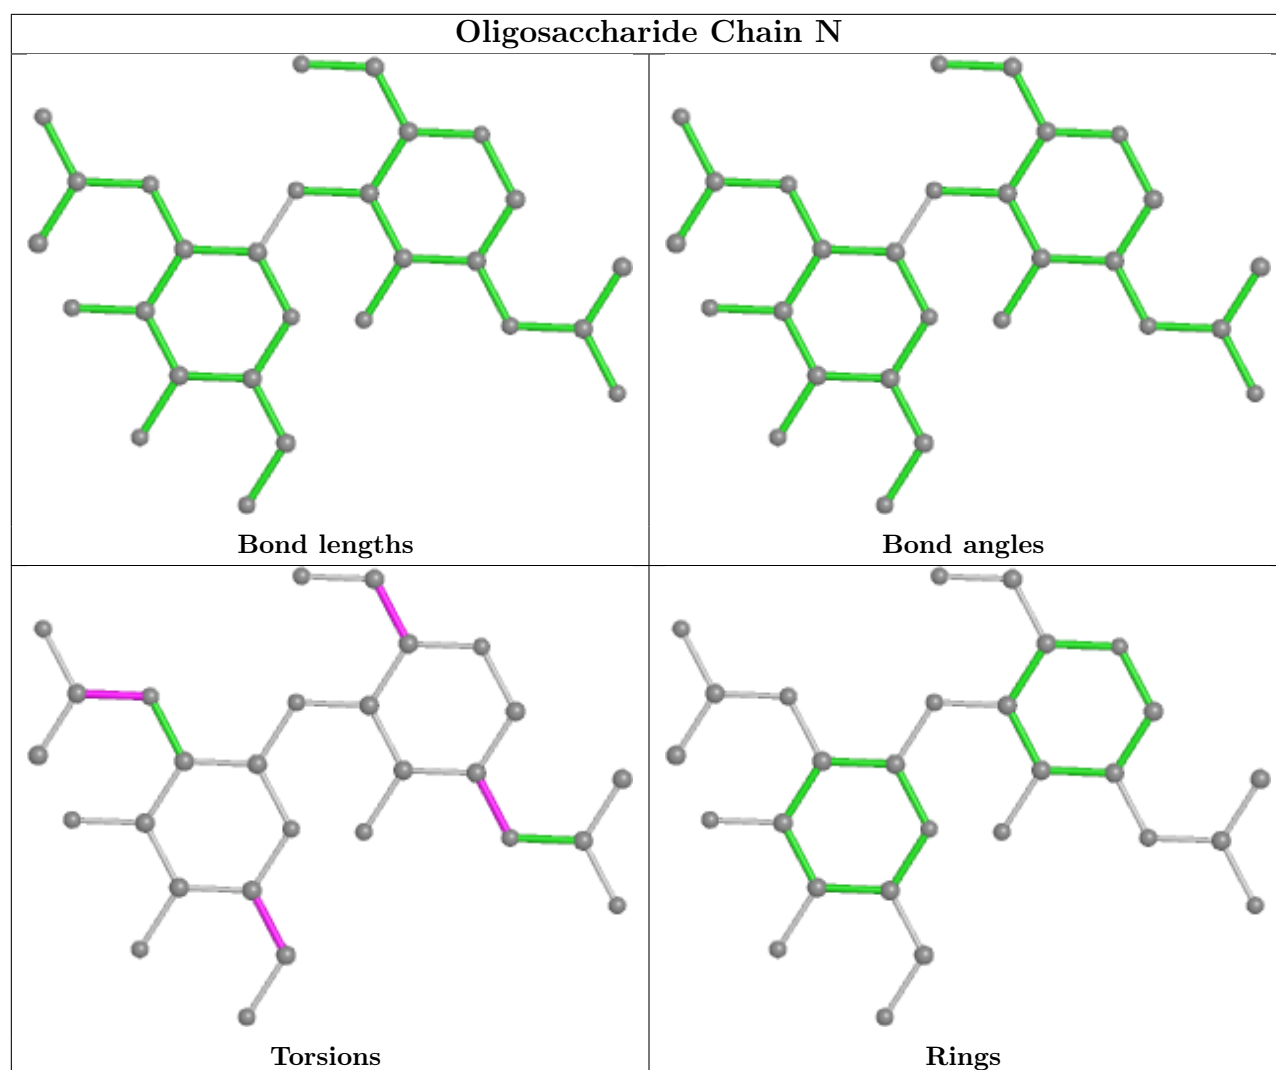 Oligosaccharide Chain N
Bond lengths
Bond angles
Torsions
Rings